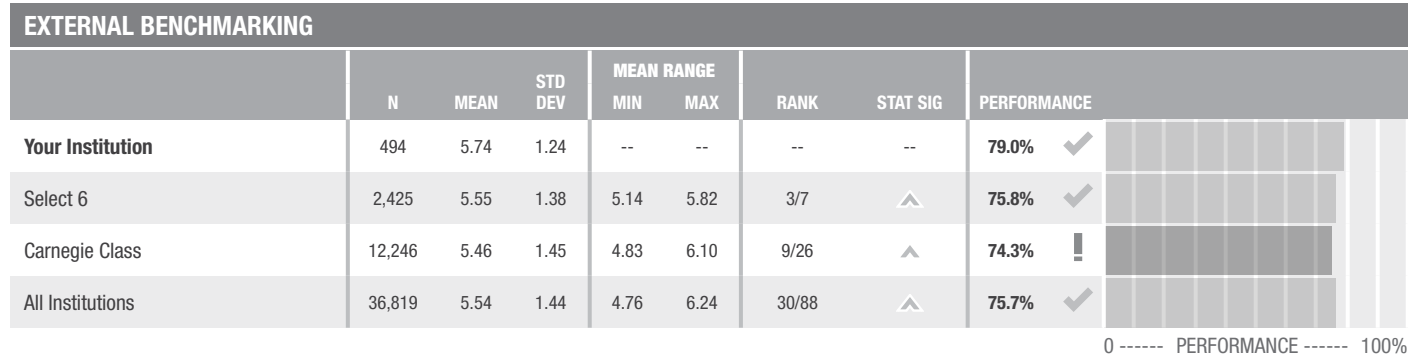 EXTERNAL BENCHMARKING
N MEAN STD DEV MEAN RANGE MIN MAX RANK STAT SIG PERFORMANCE
Your Institution 494 5.74 1.24 -- -- -- -- 79.0%
Select 6 2,425 5.55 1.38 5.14 5.82 3/7 75.8%
Carnegie Class 12,246 5.46 1.45 4.83 6.10 9/26 74.3%
All Institutions 36,819 5.54 1.44 4.76 6.24 30/88 75.7%
0 ------ PERFORMANCE ------ 100%